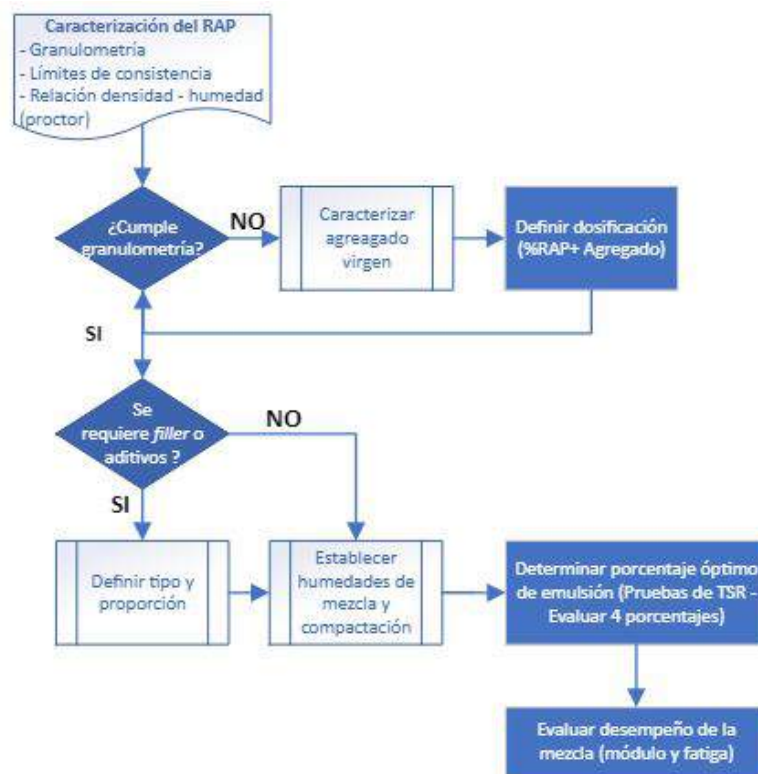 Caracterización del RAP
- Granulometría
- Límites de consistencia
- Relación densidad - humedad
(proctor)
¿Cumple
granulometría?
NO
Caracterizar
agreagado
virgen
Definir dosificación
(%RAP+ Agregado)
SI
Se
requiere filler o
aditivos ?
NO
SI
Definir tipo y
proporción
Establecer
humedades de
mezcla y
compactación
Determinar porcentaje óptimo
de emulsión (Pruebas de TSR -
Evaluar 4 porcentajes)
Evaluar desempeño de la
mezcla (módulo y fatiga)